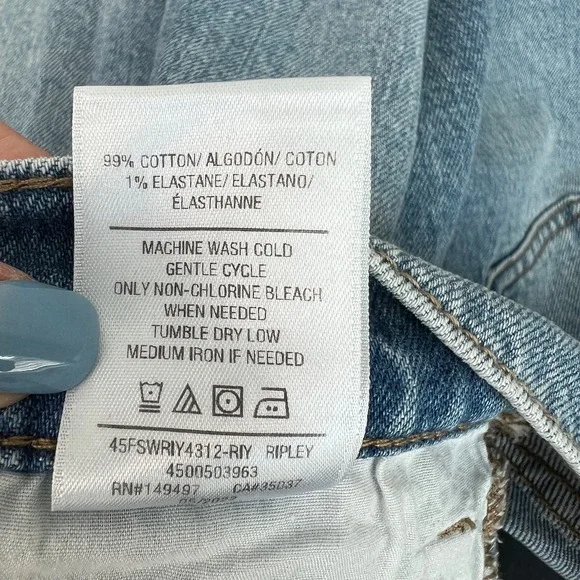 99% COTTON/ ALGODÓN/ COTON
1% ELASTANE/ ELASTANO/
ÉLASTHANNE
MACHINE WASH COLD
GENTLE CYCLE
ONLY NON-CHLORINE BLEACH
WHEN NEEDED
TUMBLE DRY LOW
MEDIUM IRON IF NEEDED
45FSWRIY4312-RIY RIPLEY
4500503963
RN#149497 CA#35037